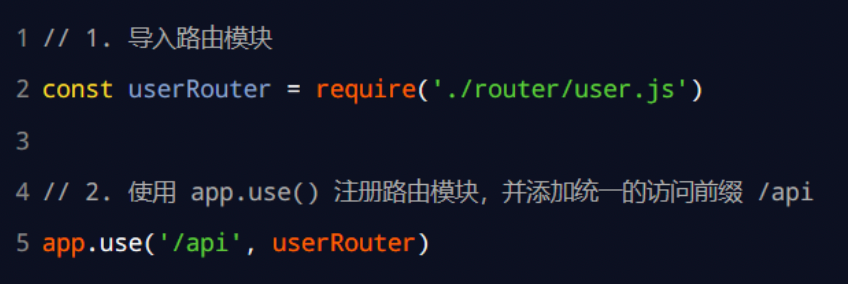 1 // 1. 导入路由模块
2 const userRouter = require('./router/user.js')
3
4 // 2. 使用 app.use() 注册路由模块，并添加统一的访问前缀 /api
5 app.use('/api', userRouter)